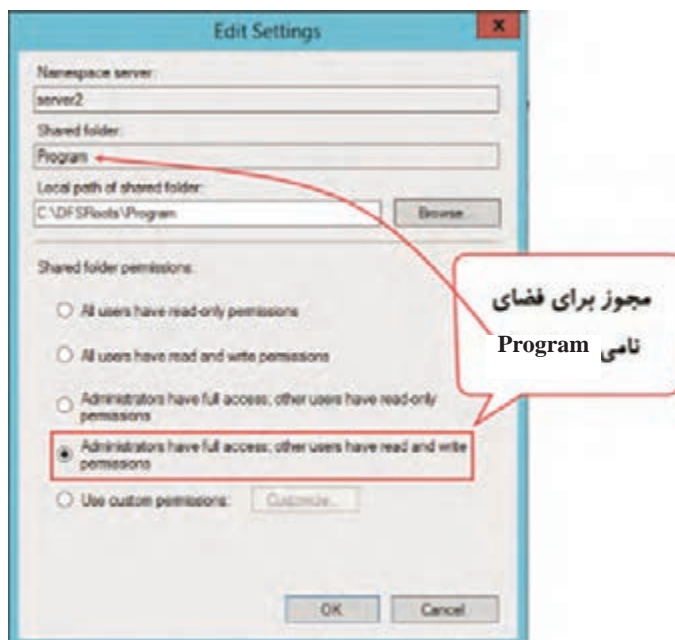 Edit Settings
x
Namespace server:
server2
Shared folder:
Program
Local path of shared folder:
C:\DFSRoots\Program
Browse...
Shared folder permissions:
All users have read-only permissions
All users have read and write permissions
Administrators have full access; other users have read-only
permissions
Administrators have full access; other users have read and write
permissions
Use custom permissions:
Customize...
OK
Cancel
مجوز برای فضای
نامی Program